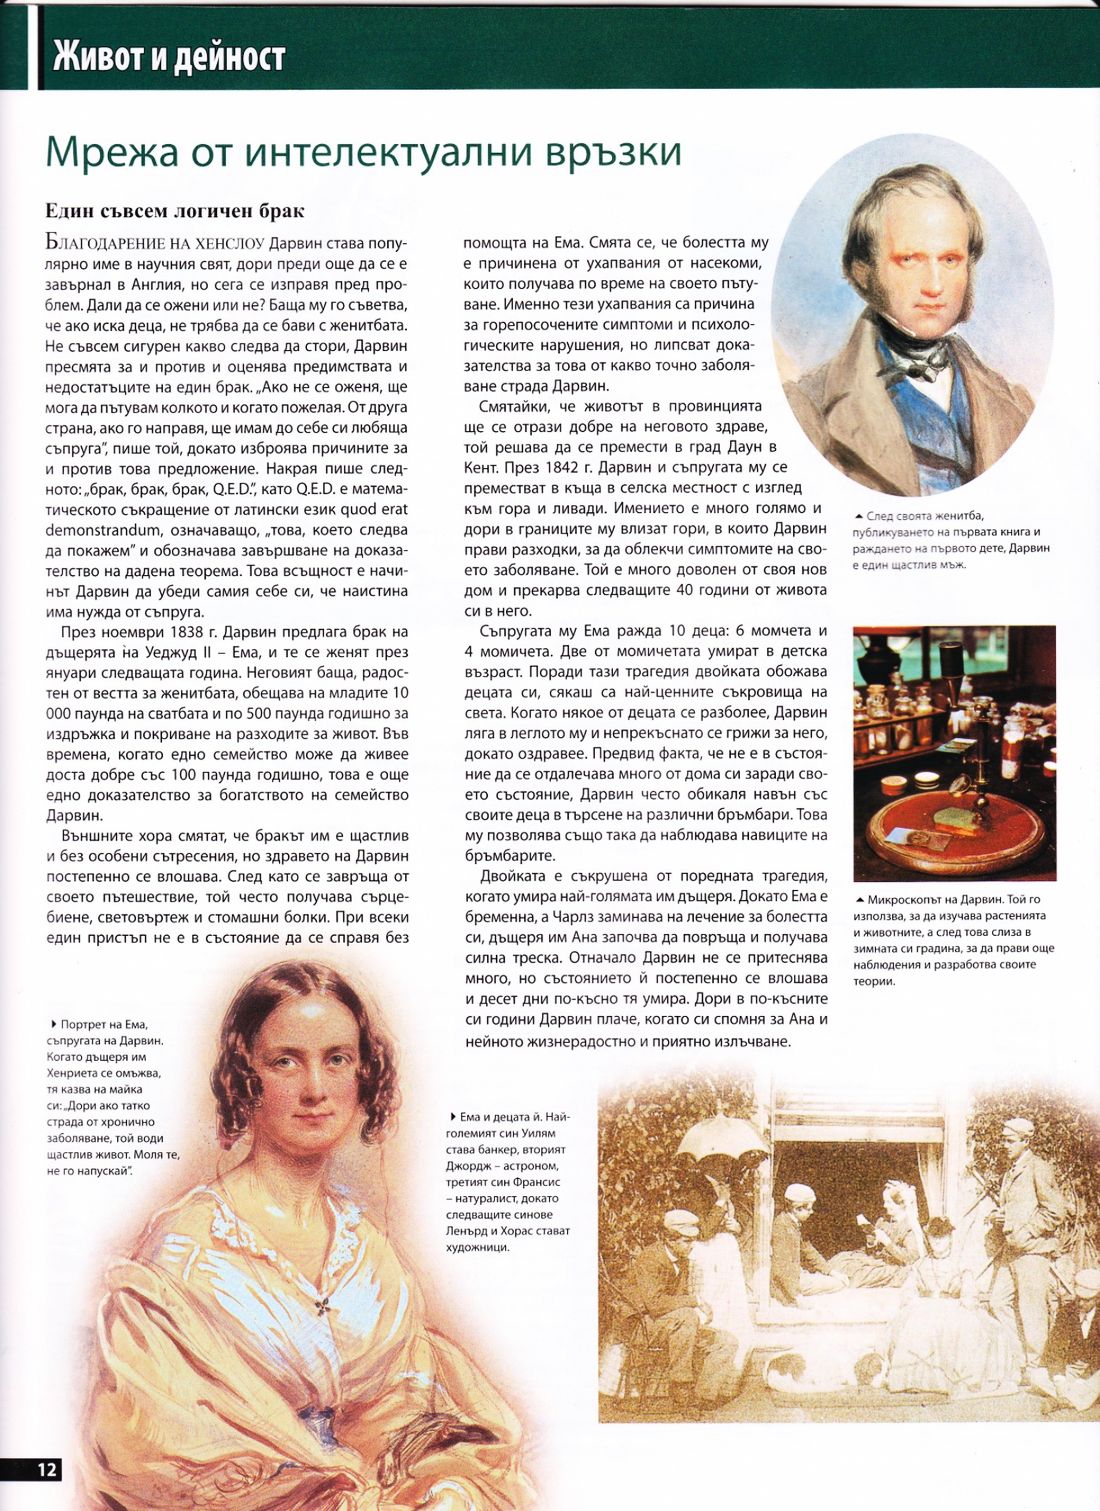 Живот и дейност
Мрежа от интелектуални връзки
Един съвсем логичен брак
БЛАГОДАРЕНИЕ НА ХЕНСЛОУ Дарвин става попу-
лярно име в научния свят, дори преди още да се е
завърнал в Англия, но сега се изправя пред про-
блем. Дали да се ожени или не? Баща му го съветва,
че ако иска деца, не трябва да се бави с женитбата.
Не съвсем сигурен какво следва да стори, Дарвин
пресмята за и против и оценява предимствата и
недостатъците на един брак. „Ако не се оженя, ще
мога да пътувам колкото и когато пожелая. От друга
страна, ако го направя, ще имам до себе си любяща
съпруга“, пише той, докато изброява причините за
и против това предложение. Накрая пише след-
ното: „брак, брак, брак, Q.E.D.“, като Q.E.D. е матема-
тическото съкращение от латински език quod erat
demonstrandum, означаващо, „това, което следва
да покажем“ и обозначава завършване на доказа-
телство на дадена теорема. Това всъщност е начи-
нът Дарвин да убеди самия себе си, че наистина
има нужда от съпруга.
През ноември 1838 г. Дарвин предлага брак на
дъщерята на Уеджуд II – Ема, и те се женят през
януари следващата година. Неговият баща, радос-
тен от вестта за женитбата, обещава на младите 10
000 паунда на сватбата и по 500 паунда годишно за
издръжка и покриване на разходите за живот. Във
времена, когато едно семейство може да живее
доста добре със 100 паунда годишно, това е още
едно доказателство за богатството на семейство
Дарвин.
Външните хора смятат, че бракът им е щастлив
и без особени сътресения, но здравето на Дарвин
постепенно се влошава. След като се завръща от
своето пътешествие, той често получава сърце-
биене, световъртеж и стомашни болки. При всеки
един пристъп не е в състояние да се справя без
помощта на Ема. Смята се, че болестта му
е причинена от ухапвания от насекоми,
които получава по време на своето пъту-
ване. Именно тези ухапвания са причина
за горепосочените симптоми и психоло-
гическите нарушения, но липсват дока-
зателства за това от какво точно заболя-
ване страда Дарвин.
Смятайки, че животът в провинцията
ще се отрази добре на неговото здраве,
той решава да се премести в град Даун в
Кент. През 1842 г. Дарвин и съпругата му се
преместват в къща в селска местност с изглед
към гора и ливади. Имението е много голямо и
дори в границите му влизат гори, в които Дарвин
прави разходки, за да облекчи симптомите на сво-
ето заболяване. Той е много доволен от своя нов
дом и прекарва следващите 40 години от живота
си в него.
Съпругата му Ема ражда 10 деца: 6 момчета и
4 момичета. Две от момичетата умират в детска
възраст. Поради тази трагедия двойката обожава
децата си, сякаш са най-ценните съкровища на
света. Когато някое от децата се разболее, Дарвин
ляга в леглото му и непрекъснато се грижи за него,
докато оздравее. Предвид факта, че не е в състоя-
ние да се отдалечава много от дома си заради сво-
ето състояние, Дарвин често обикаля навън със
своите деца в търсене на различни бръмбари. Това
му позволява също така да наблюдава навиците на
бръмбарите.
Двойката е съкрушена от поредната трагедия,
когато умира най-голямата им дъщеря. Докато Ема е
бременна, а Чарлз заминава на лечение за болестта
си, дъщеря им Ана започва да повръща и получава
силна треска. Отначало Дарвин не се притеснява
много, но състоянието ѝ постепенно се влошава
и десет дни по-късно тя умира. Дори в по-късните
си години Дарвин плаче, когато си спомня за Ана и
нейното жизнерадостно и приятно излъчване.
След своята женитба,
публикуването на първата книга и
раждането на първото дете, Дарвин
е един щастлив мъж.
Микроскопът на Дарвин. Той го
използва, за да изучава растенията
и животните, а след това слиза в
зимната си градина, за да прави още
наблюдения и разработва своите
теории.
Портрет на Ема,
съпругата на Дарвин.
Когато дъщеря им
Хенриета се омъжва,
тя казва на майка
си: „Дори ако татко
страда от хронично
заболяване, той води
щастлив живот. Моля те,
не го напускай“.
Ема и децата ѝ. Най-
големият син Уилям
става банкер, вторият
Джордж – астроном,
третият син Франсис
– натуралист, докато
следващите синове
Ленърд и Хорас стават
художници.
12